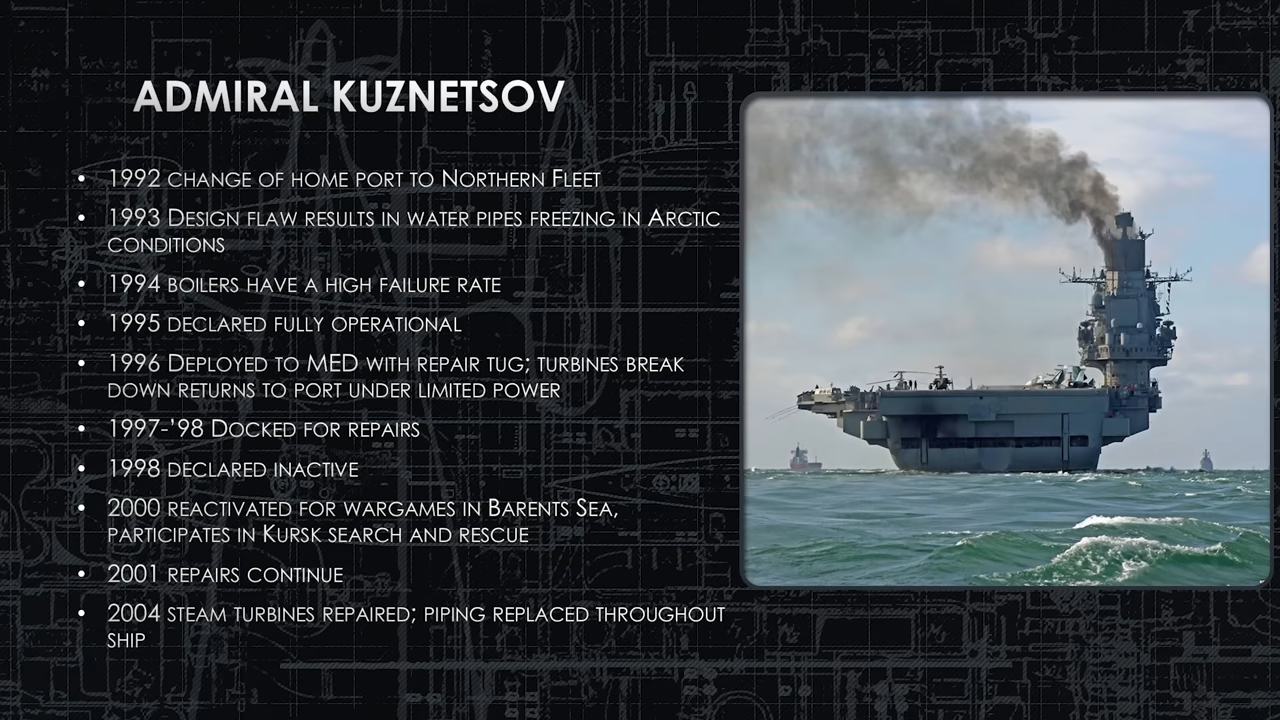 ADMIRAL KUZNETSOV
• 1992 CHANGE OF HOME PORT TO NORTHERN FLEET
• 1993 DESIGN FLAW RESULTS IN WATER PIPES FREEZING IN ARCTIC
CONDITIONS
• 1994 BOILERS HAVE A HIGH FAILURE RATE
• 1995 DECLARED FULLY OPERATIONAL
• 1996 DEPLOYED TO MED WITH REPAIR TUG; TURBINES BREAK
DOWN RETURNS TO PORT UNDER LIMITED POWER
• 1997-’98 DOCKED FOR REPAIRS
• 1998 DECLARED INACTIVE
• 2000 REACTIVATED FOR WARGAMES IN BARENTS SEA,
PARTICIPATES IN KURSK SEARCH AND RESCUE
• 2001 REPAIRS CONTINUE
• 2004 STEAM TURBINES REPAIRED; PIPING REPLACED THROUGHOUT
SHIP